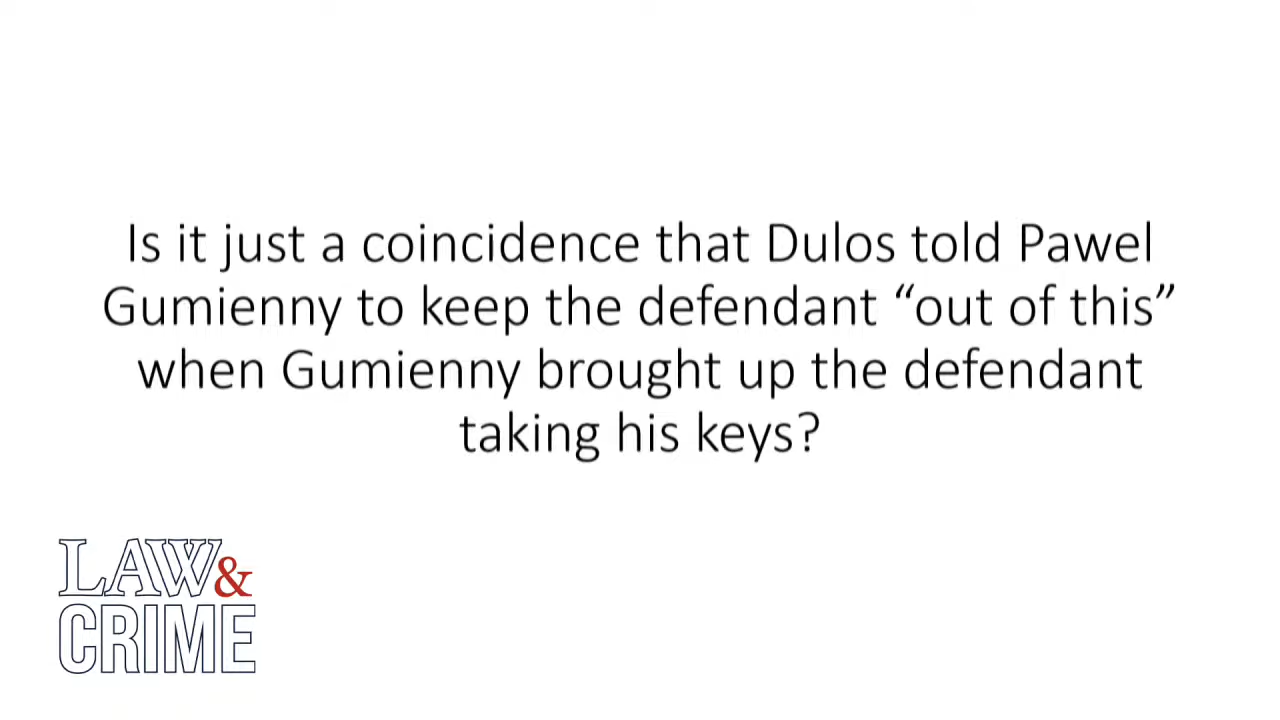 Is it just a coincidence that Dulos told Pawel
Gumienny to keep the defendant “out of this”
when Gumienny brought up the defendant
taking his keys?
LAW&
CRIME